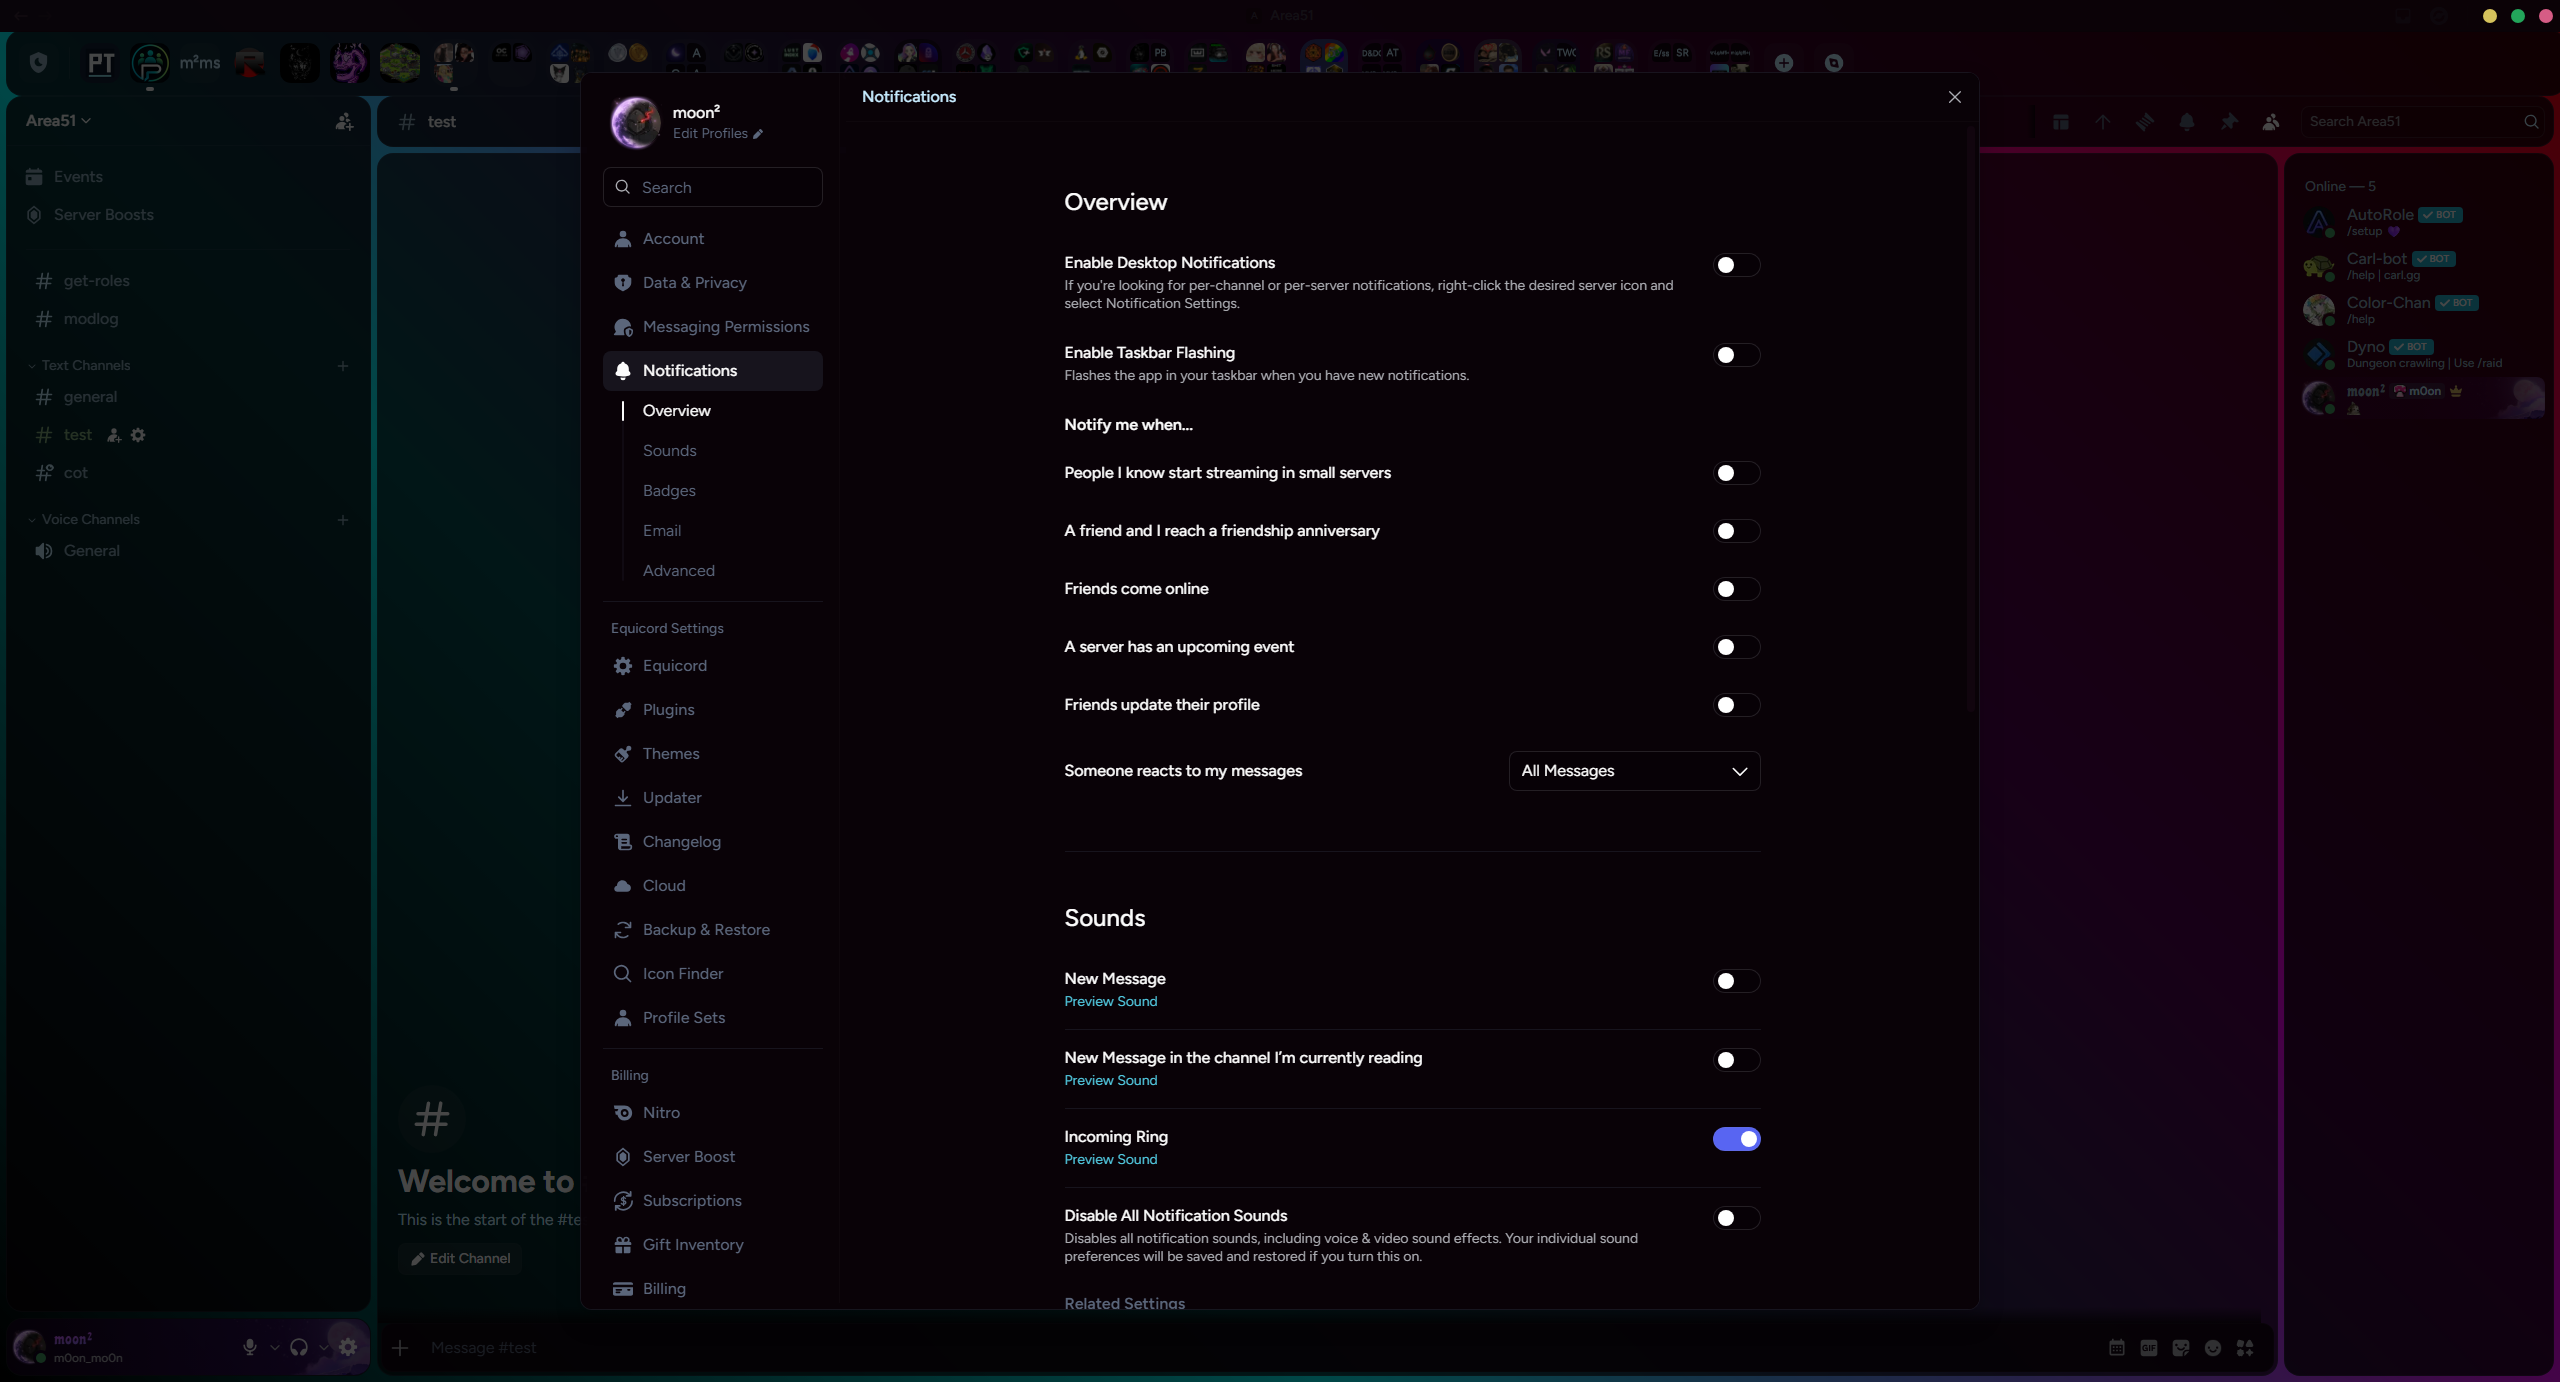 Area51
PT
m²ms
Area51
Events
Server Boosts
get-roles
modlog
Text Channels
general
test
cot
Voice Channels
General
moon²
m0on_mo0n
test
Welcome to
This is the start of the #te
Edit Channel
Message #test
moon²
Edit Profiles
Search
Account
Data & Privacy
Messaging Permissions
Notifications
Overview
Sounds
Badges
Email
Advanced
Equicord Settings
Equicord
Plugins
Themes
Updater
Changelog
Cloud
Backup & Restore
Icon Finder
Profile Sets
Billing
Nitro
Server Boost
Subscriptions
Gift Inventory
Billing
Notifications
Overview
Enable Desktop Notifications
If you're looking for per-channel or per-server notifications, right-click the desired server icon and
select Notification Settings.
Enable Taskbar Flashing
Flashes the app in your taskbar when you have new notifications.
Notify me when...
People I know start streaming in small servers
A friend and I reach a friendship anniversary
Friends come online
A server has an upcoming event
Friends update their profile
Someone reacts to my messages
All Messages
Sounds
New Message
Preview Sound
New Message in the channel I’m currently reading
Preview Sound
Incoming Ring
Preview Sound
Disable All Notification Sounds
Disables all notification sounds, including voice & video sound effects. Your individual sound
preferences will be saved and restored if you turn this on.
Related Settings
Search Area51
Online — 5
AutoRole BOT
/setup
Carl-bot BOT
/help | carl.gg
Color-Chan BOT
/help
Dyno BOT
Dungeon crawling | Use /raid
moon² m0on
GIF